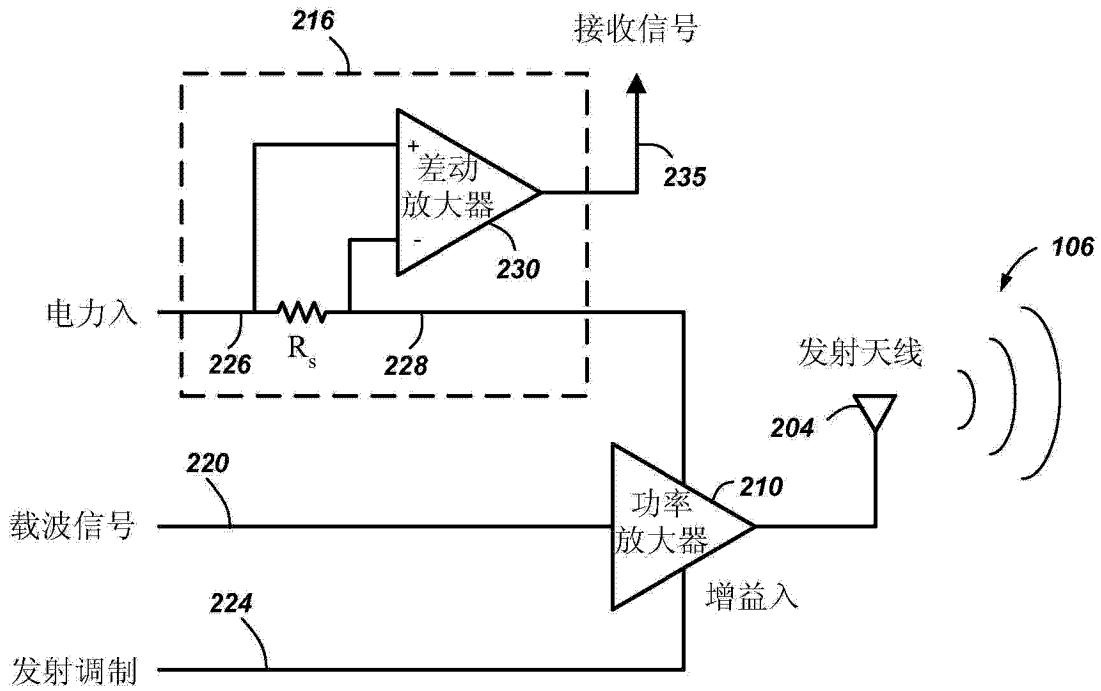 216
接收信号
+
差动
放大器
-
230
235
106
电力入
226
Rs
228
发射天线
204
220
210
载波信号
功率
放大器
224
增益入
发射调制